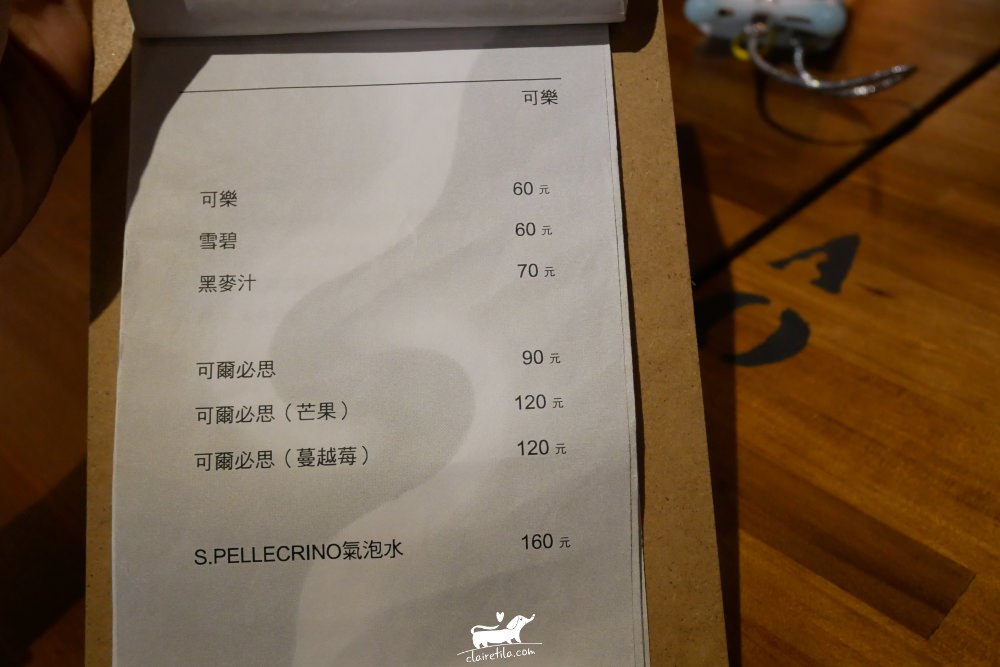 可樂
可樂 60 元
雪碧 60 元
黑麥汁 70 元
可爾必思 90 元
可爾必思（芒果） 120 元
可爾必思（蔓越莓） 120 元
S.PELLECRINO氣泡水 160 元
clairetila.com